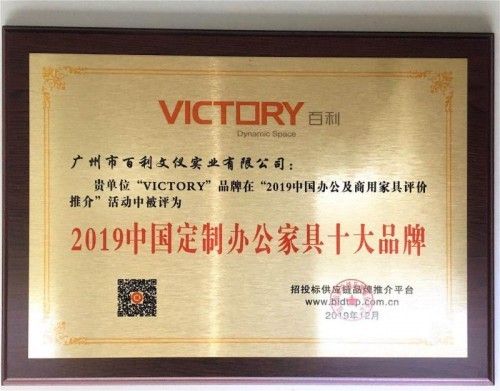 VICTORY 百利
Dynamic Space
广州市百利文仪实业有限公司：
贵单位“VICTORY”品牌在“2019中国办公及商用家具评价
推介”活动中被评为
2019中国定制办公家具十大品牌
招投标供应链品牌推介平台
www.bidtop.com.cn
2019年12月